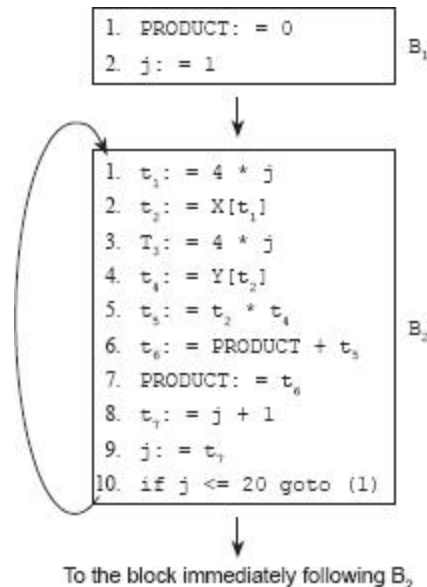 1. PRODUCT: = 0
2. j: = 1
B₁
1. t₁: = 4 * j
2. t₂: = X[t₁]
3. T₃: = 4 * j
4. t₄: = Y[t₂]
5. t₅: = t₂ * t₄
6. t₆: = PRODUCT + t₅
7. PRODUCT: = t₆
8. t₇: = j + 1
9. j: = t₇
10. if j <= 20 goto (1)
B₂
To the block immediately following B₂